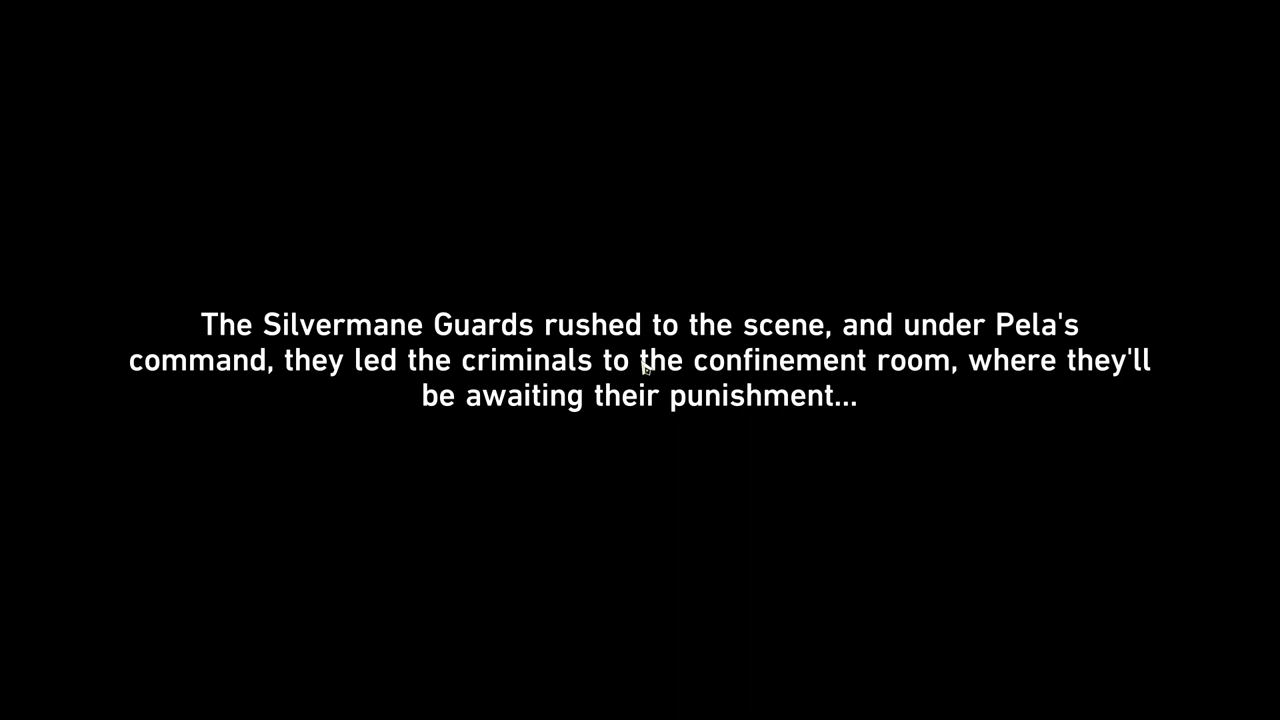 The Silvermane Guards rushed to the scene, and under Pela's
command, they led the criminals to the confinement room, where they'll
be awaiting their punishment...